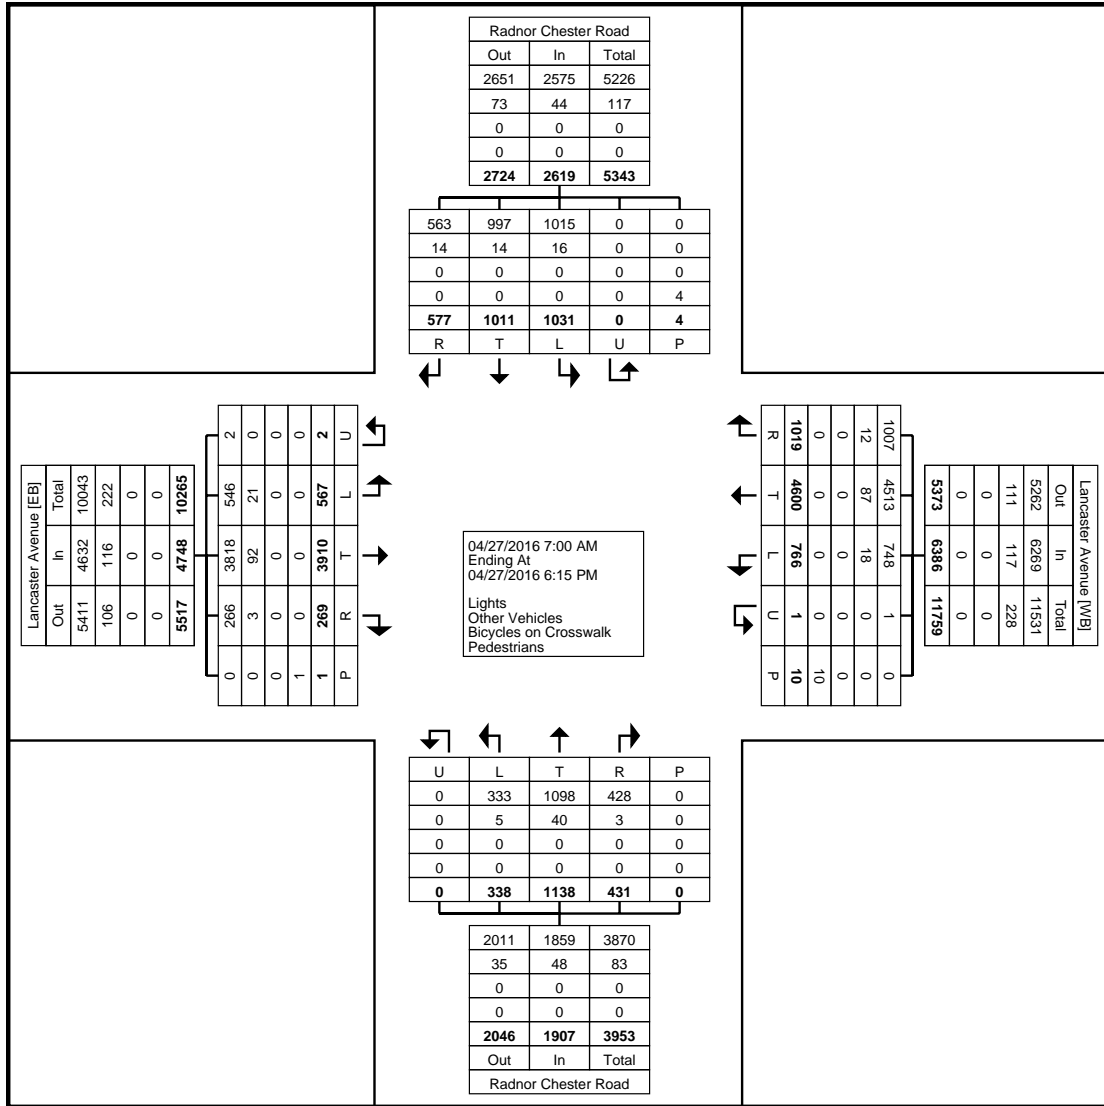 Radnor Chester Road
Out In Total
2651 2575 5226
73 44 117
0 0 0
0 0 0
2724 2619 5343
563 997 1015 0 0
14 14 16 0 0
0 0 0 0 0
0 0 0 0 4
577 1011 1031 0 4
R T L U P
Lancaster Avenue [EB]
Total In Out
10043 4632 5411
222 116 106
0 0 0
0 0 0
10265 4748 5517
2 546 3818 266 0
0 21 92 3 0
0 0 0 0 0
0 0 0 0 1
2 567 3910 269 1
U L T R P
04/27/2016 7:00 AM
Ending At
04/27/2016 6:15 PM
Lights
Other Vehicles
Bicycles on Crosswalk
Pedestrians
Lancaster Avenue [WB]
Out In Total
5262 6269 11531
111 117 228
0 0 0
0 0 0
5373 6386 11759
1007 4513 748 1 0
12 87 18 0 0
0 0 0 0 0
0 0 0 0 10
1019 4600 766 1 10
R T L U P
U L T R P
0 333 1098 428 0
0 5 40 3 0
0 0 0 0 0
0 0 0 0 0
0 338 1138 431 0
2011 1859 3870
35 48 83
0 0 0
0 0 0
2046 1907 3953
Out In Total
Radnor Chester Road